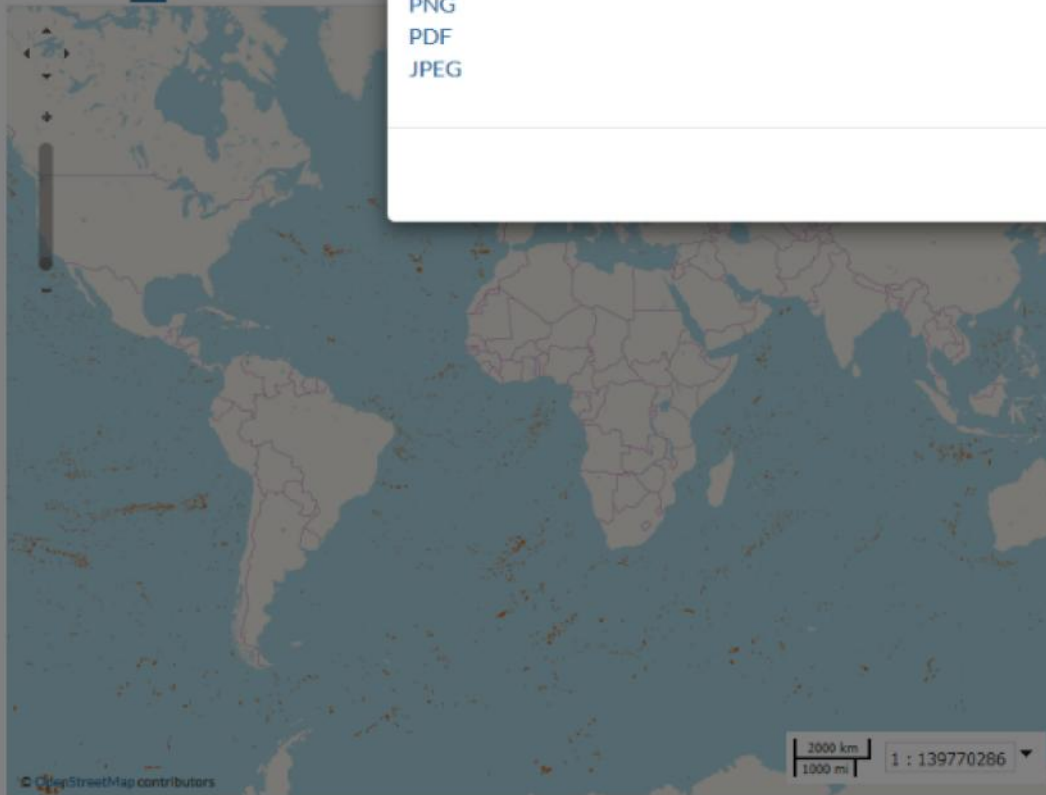 PNG
PDF
JPEG
2000 km
1000 mi
1 : 139770286
© OpenStreetMap contributors